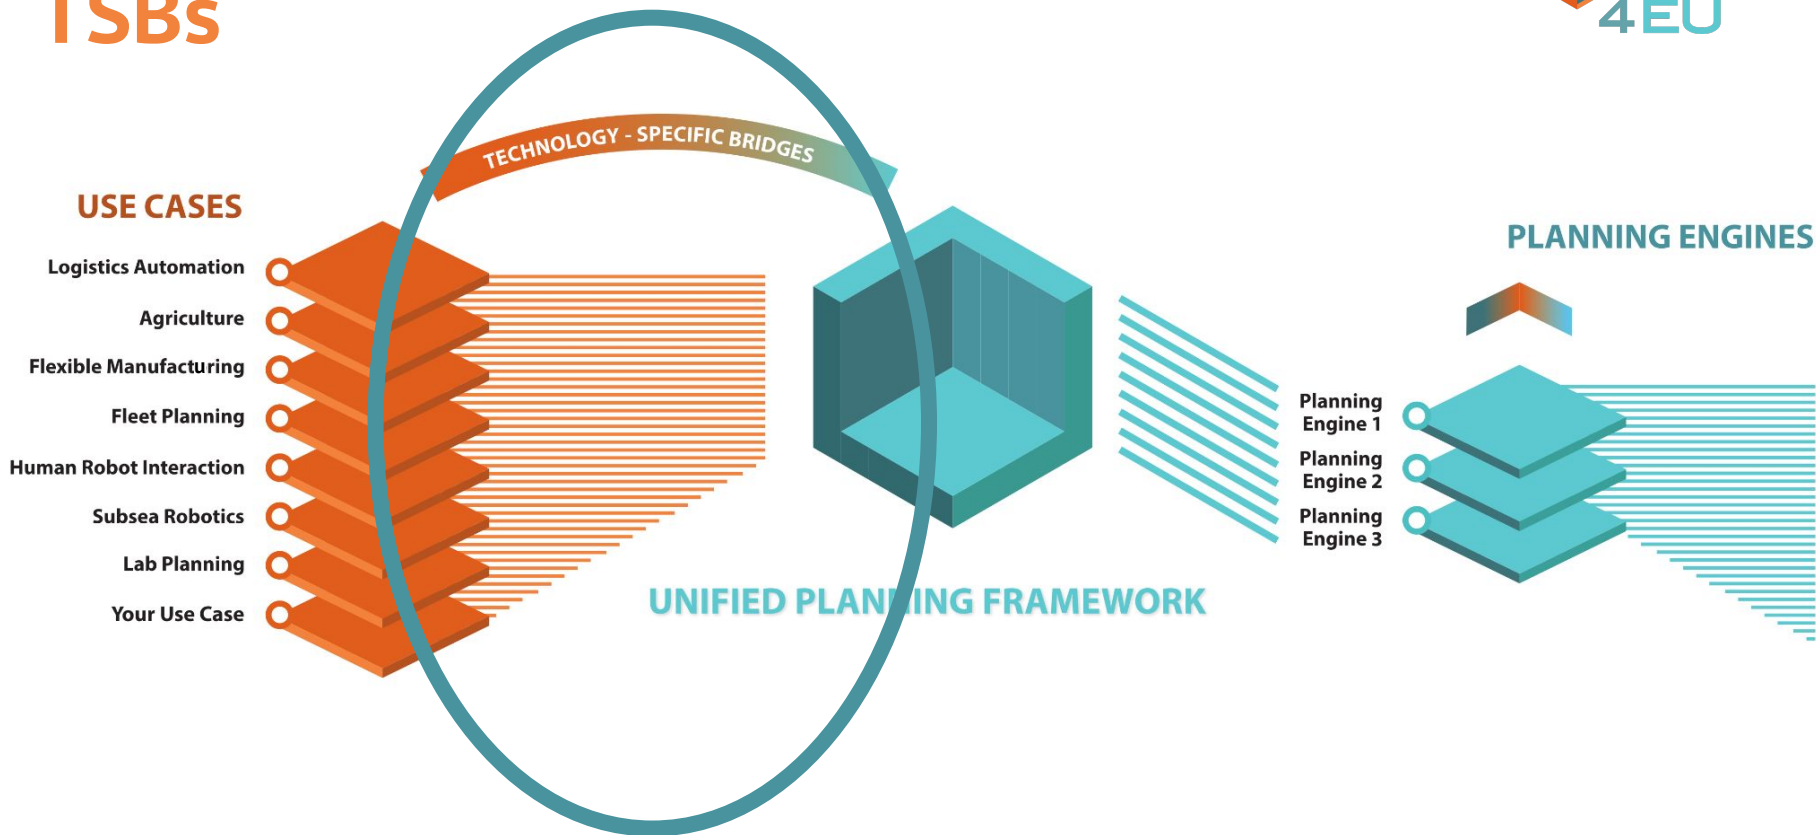 TSBs
4EU
TECHNOLOGY - SPECIFIC BRIDGES
USE CASES
Logistics Automation
Agriculture
Flexible Manufacturing
Fleet Planning
Human Robot Interaction
Subsea Robotics
Lab Planning
Your Use Case
UNIFIED PLANNING FRAMEWORK
PLANNING ENGINES
Planning
Engine 1
Planning
Engine 2
Planning
Engine 3